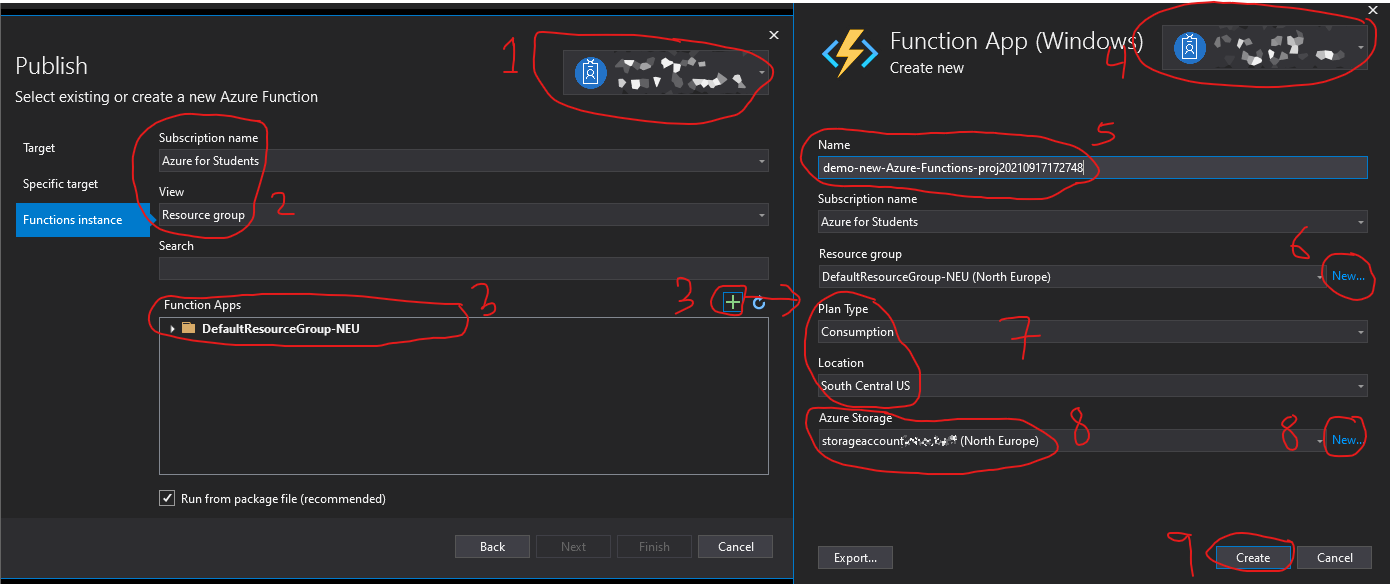 Publish
Select existing or create a new Azure Function
1
Target
Specific target
Functions instance
Subscription name
Azure for Students
View
Resource group
2
Search
Function Apps
3
3
DefaultResourceGroup-NEU
Run from package file (recommended)
Back
Next
Finish
Cancel
Function App (Windows)
Create new
4
Name
5
demo-new-Azure-Functions-proj20210917172748
Subscription name
Azure for Students
Resource group
6
DefaultResourceGroup-NEU (North Europe)
New...
Plan Type
Consumption
7
Location
South Central US
Azure Storage
storageaccount (North Europe)
8
8
New...
9
Export...
Create
Cancel